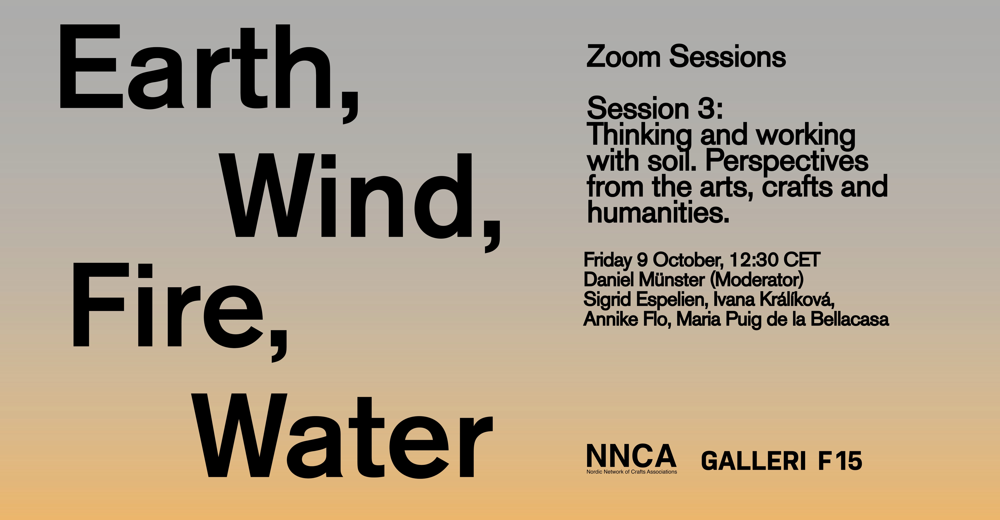 Earth,
Wind,
Fire,
Water
Zoom Sessions
Session 3:
Thinking and working
with soil. Perspectives
from the arts, crafts and
humanities.
Friday 9 October, 12:30 CET
Daniel Münster (Moderator)
Sigrid Espelien, Ivana Králíková,
Annike Flo, Maria Puig de la Bellacasa
NNCA
Nordic Network of Crafts Associations
GALLERI F 15